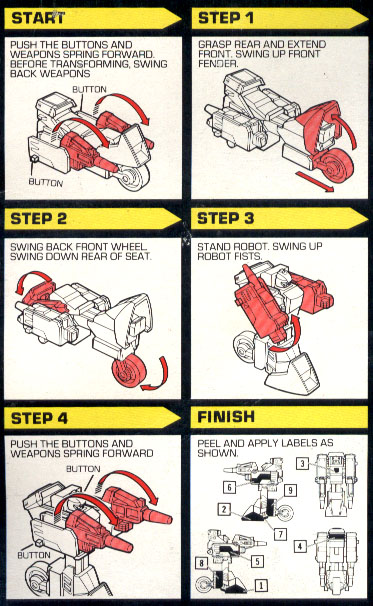 START
PUSH THE BUTTONS AND
WEAPONS SPRING FORWARD.
BEFORE TRANSFORMING, SWING
BACK WEAPONS
BUTTON
BUTTON
STEP 1
GRASP REAR AND EXTEND
FRONT. SWING UP FRONT
FENDER.
STEP 2
SWING BACK FRONT WHEEL.
SWING DOWN REAR OF SEAT.
STEP 3
STAND ROBOT. SWING UP
ROBOT FISTS.
STEP 4
PUSH THE BUTTONS AND
WEAPONS SPRING FORWARD
BUTTON
BUTTON
FINISH
PEEL AND APPLY LABELS AS
SHOWN.
3
6
9
2
7
4
8
5
1